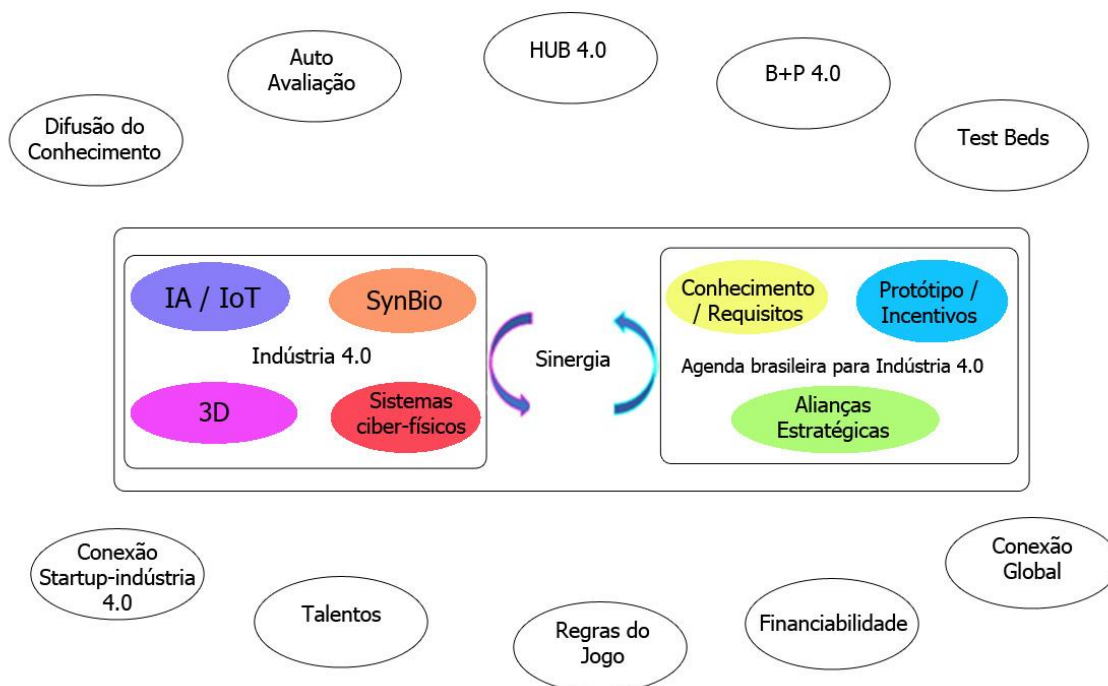 Auto
Avaliação
HUB 4.0
B+P 4.0
Difusão do
Conhecimento
Test Beds
IA / IoT
SynBio
Indústria 4.0
3D
Sistemas
ciber-físicos
Sinergia
Conhecimento
/ Requisitos
Protótipo /
Incentivos
Agenda brasileira para Indústria 4.0
Alianças
Estratégicas
Conexão
Startup-indústria
4.0
Talentos
Regras do
Jogo
Financiabilidade
Conexão
Global